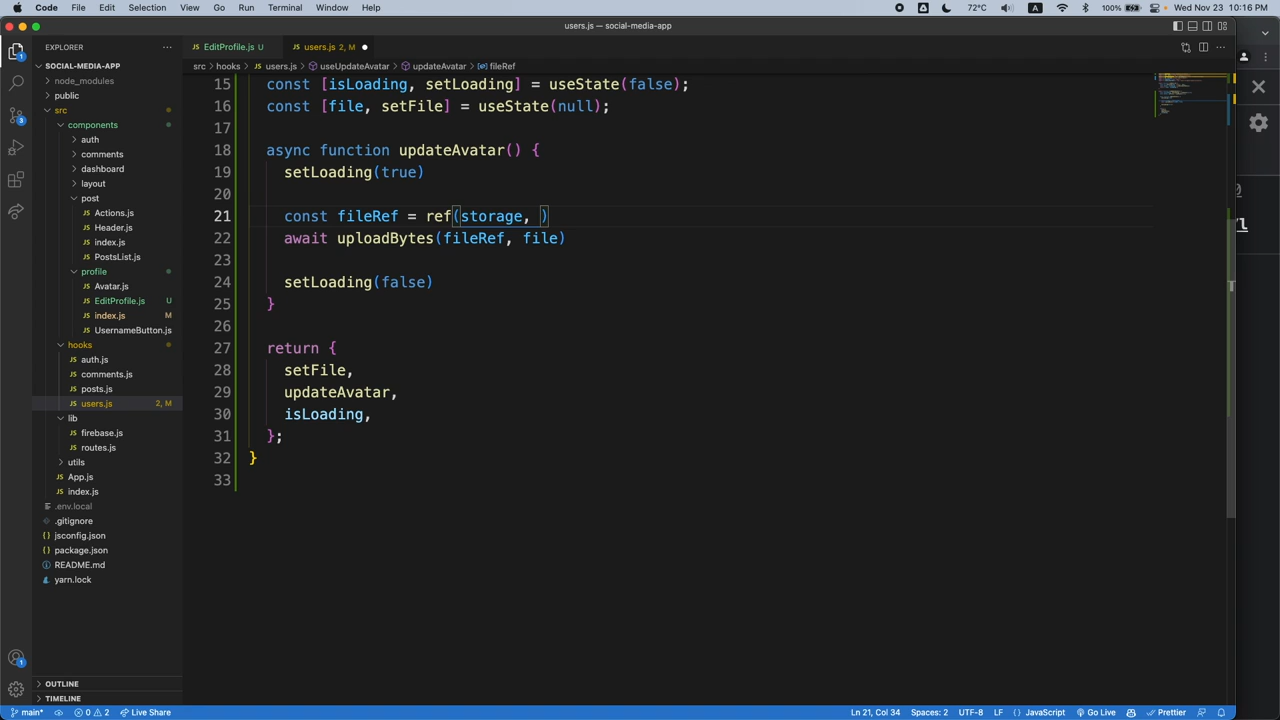 Code File Edit Selection View Go Run Terminal Window Help 72°C A 100% Wed Nov 23 10:16 PM
users.js — social-media-app
EXPLORER
EditProfile.js U
users.js 2, M
SOCIAL-MEDIA-APP
src > hooks > users.js > useUpdateAvatar > updateAvatar > fileRef
node_modules
public
src
components
auth
comments
dashboard
layout
post
Actions.js
Header.js
index.js
PostsList.js
profile
Avatar.js
EditProfile.js U
index.js M
UsernameButton.js
hooks
auth.js
comments.js
posts.js
users.js 2, M
lib
firebase.js
routes.js
utils
App.js
index.js
.env.local
.gitignore
jsconfig.json
package.json
README.md
yarn.lock
OUTLINE
TIMELINE
15 const [isLoading, setLoading] = useState(false);
16 const [file, setFile] = useState(null);
17
18 async function updateAvatar() {
19 setLoading(true)
20
21 const fileRef = ref(storage, )
22 await uploadBytes(fileRef, file)
23
24 setLoading(false)
25 }
26
27 return {
28 setFile,
29 updateAvatar,
30 isLoading,
31 };
32 }
33
main* 0 2 Live Share Ln 21, Col 34 Spaces: 2 UTF-8 LF JavaScript Go Live Prettier